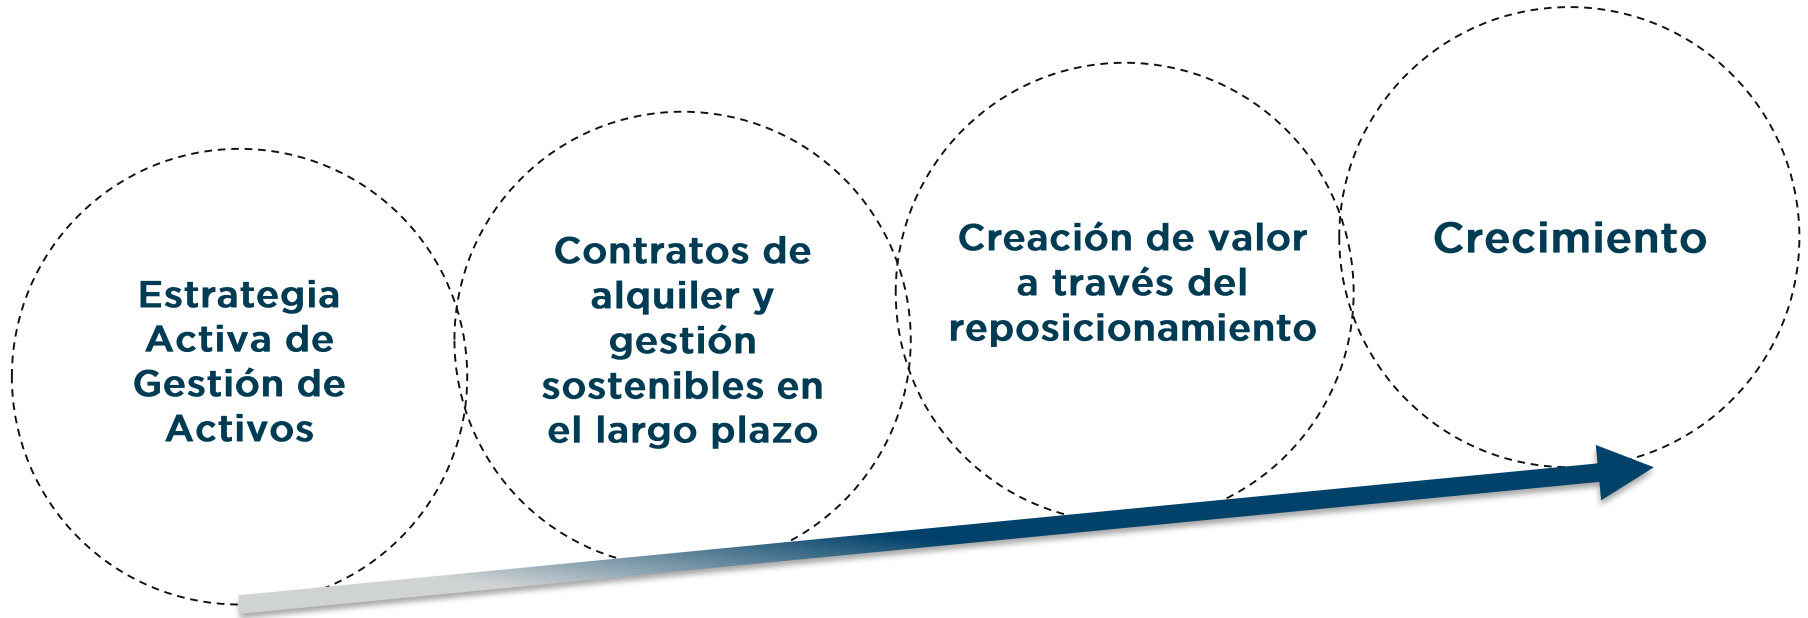 Estrategia
Activa de
Gestión de
Activos
Contratos de
alquiler y
gestión
sostenibles en
el largo plazo
Creación de valor
a través del
reposicionamiento
Crecimiento